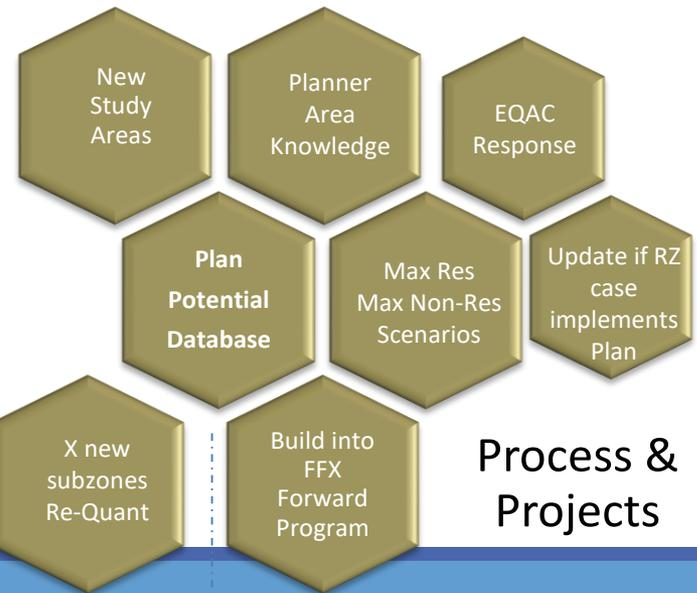 New
Study
Areas
Planner
Area
Knowledge
EQAC
Response
Plan
Potential
Database
Max Res
Max Non-Res
Scenarios
Update if RZ
case
implements
Plan
X new
subzones
Re-Quant
Build into
FFX
Forward
Program
Process &
Projects